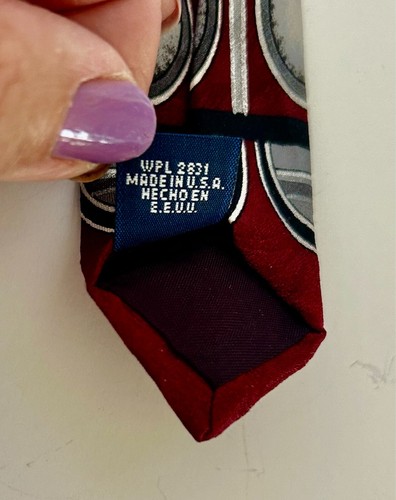 WPL 2831
MADE IN U.S.A.
HECHO EN
E.E.U.U.